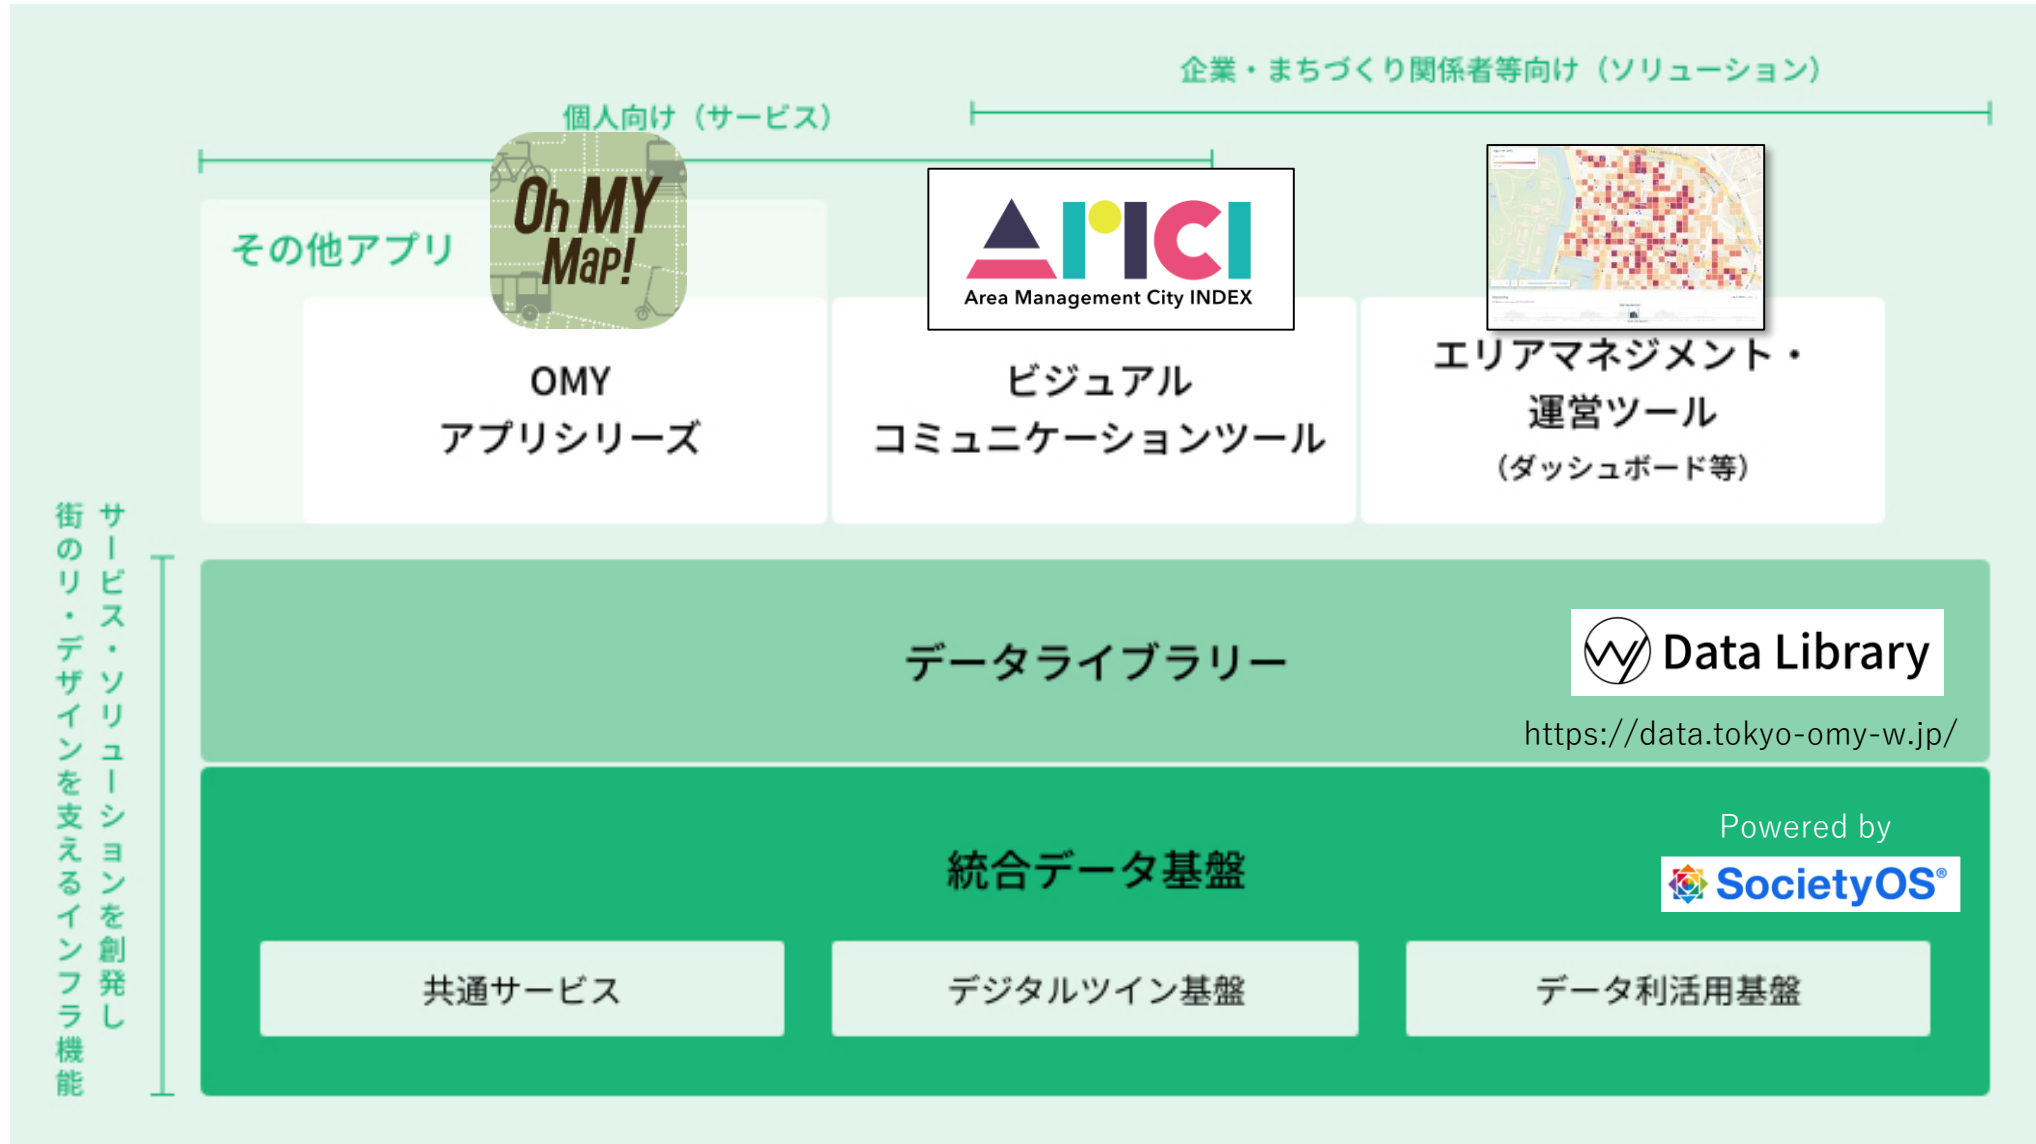 企業・まちづくり関係者等向け（ソリューション）
個人向け（サービス）
その他アプリ
Oh MY
Map!
AMCI
Area Management City INDEX
OMY
アプリシリーズ
ビジュアル
コミュニケーションツール
エリアマネジメント・
運営ツール
（ダッシュボード等）
サービス・ソリューションを創発し
街のリ・デザインを支えるインフラ機能
データライブラリー
Data Library
https://data.tokyo-omy-w.jp/
統合データ基盤
Powered by
SocietyOS®
共通サービス
デジタルツイン基盤
データ利活用基盤